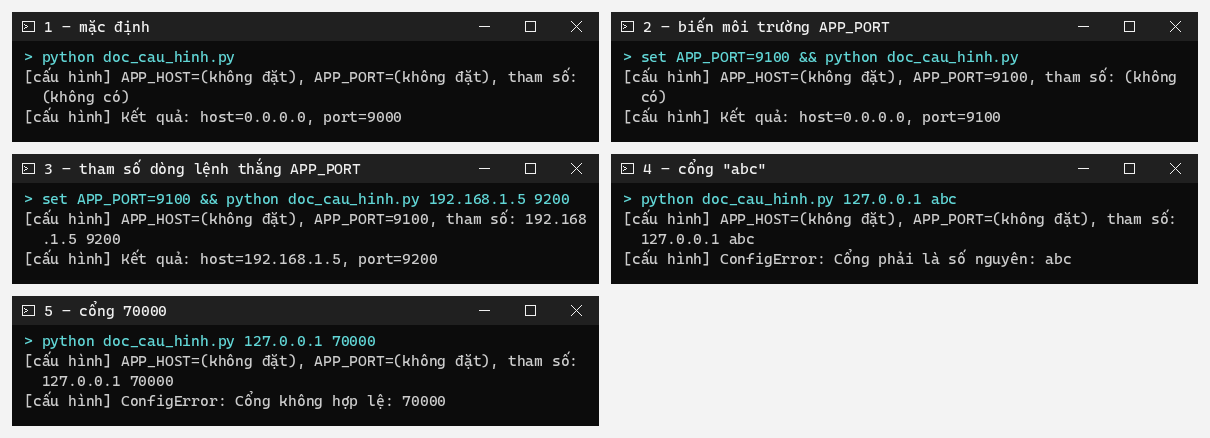 1 — mặc định
> python doc_cau_hinh.py
[cấu hình] APP_HOST=(không đặt), APP_PORT=(không đặt), tham số:
(không có)
[cấu hình] Kết quả: host=0.0.0.0, port=9000
2 — biến môi trường APP_PORT
> set APP_PORT=9100 && python doc_cau_hinh.py
[cấu hình] APP_HOST=(không đặt), APP_PORT=9100, tham số: (không
có)
[cấu hình] Kết quả: host=0.0.0.0, port=9100
3 — tham số dòng lệnh thắng APP_PORT
> set APP_PORT=9100 && python doc_cau_hinh.py 192.168.1.5 9200
[cấu hình] APP_HOST=(không đặt), APP_PORT=9100, tham số: 192.168
.1.5 9200
[cấu hình] Kết quả: host=192.168.1.5, port=9200
4 — cổng "abc"
> python doc_cau_hinh.py 127.0.0.1 abc
[cấu hình] APP_HOST=(không đặt), APP_PORT=(không đặt), tham số:
127.0.0.1 abc
[cấu hình] ConfigError: Cổng phải là số nguyên: abc
5 — cổng 70000
> python doc_cau_hinh.py 127.0.0.1 70000
[cấu hình] APP_HOST=(không đặt), APP_PORT=(không đặt), tham số:
127.0.0.1 70000
[cấu hình] ConfigError: Cổng không hợp lệ: 70000